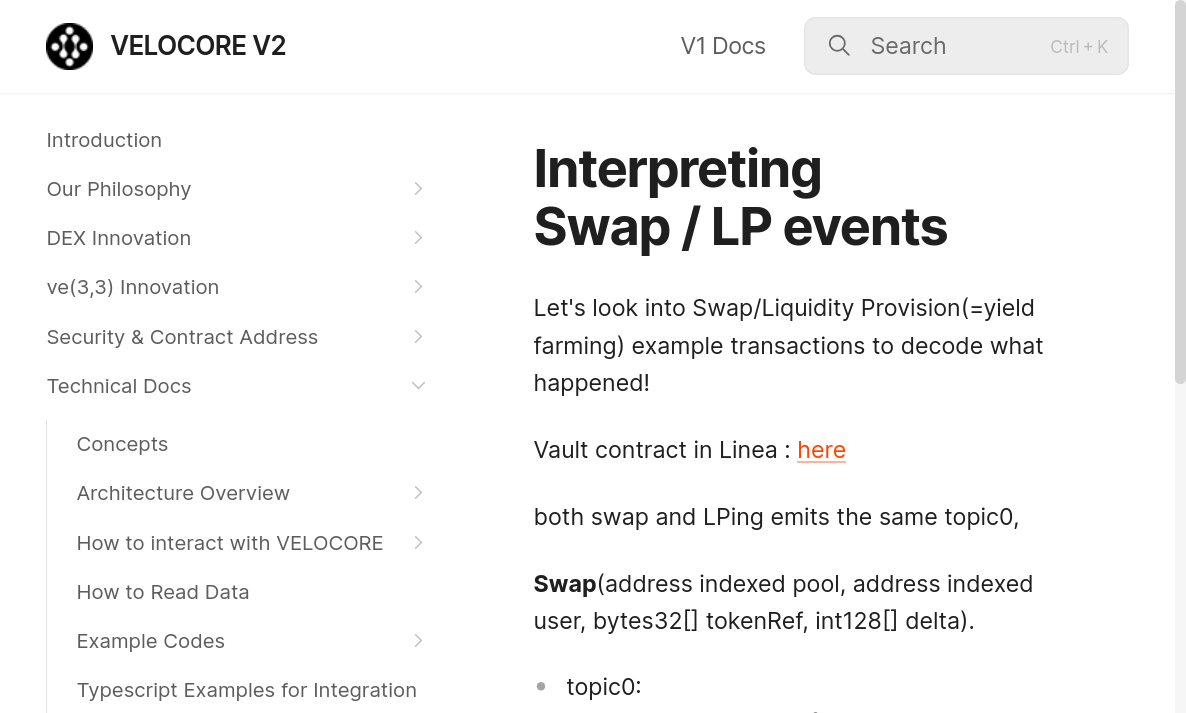 VELOCORE V2
V1 Docs
Search
Ctrl + K
Introduction
Our Philosophy
DEX Innovation
ve(3,3) Innovation
Security & Contract Address
Technical Docs
Concepts
Architecture Overview
How to interact with VELOCORE
How to Read Data
Example Codes
Typescript Examples for Integration
Interpreting
Swap / LP events
Let's look into Swap/Liquidity Provision(=yield
farming) example transactions to decode what
happened!
Vault contract in Linea : here
both swap and LPing emits the same topic0,
Swap(address indexed pool, address indexed
user, bytes32[] tokenRef, int128[] delta).
topic0: